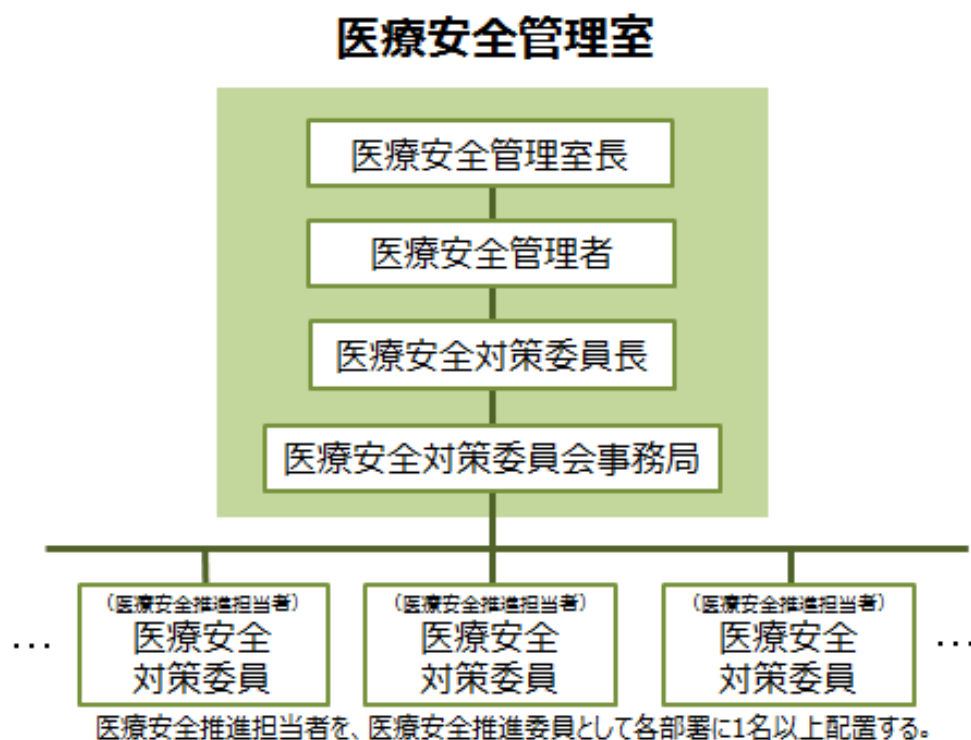 医療安全管理室
医療安全管理室長
医療安全管理者
医療安全対策委員長
医療安全対策委員会事務局
(医療安全推進担当者)
医療安全
対策委員
(医療安全推進担当者)
医療安全
対策委員
(医療安全推進担当者)
医療安全
対策委員
…
…
医療安全推進担当者を、医療安全推進委員として各部署に1名以上配置する。